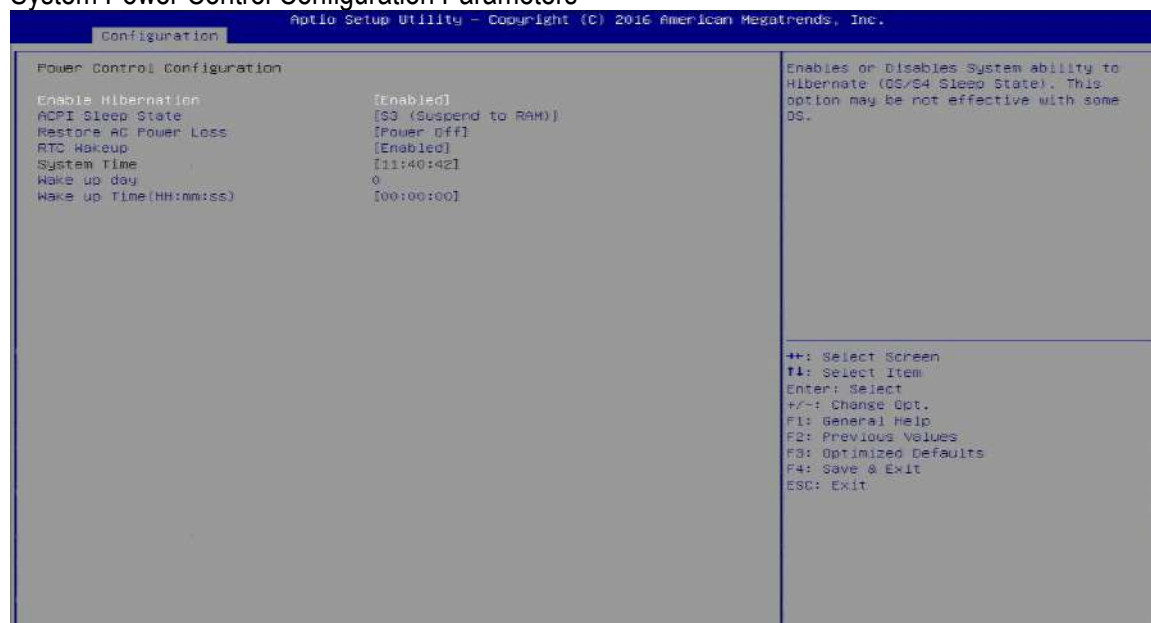 System Power Control Configuration Parameters
Aptio Setup Utility – Copyright (C) 2016 American Megatrends, Inc.
Configuration
Power Control Configuration
Enable Hibernation [Enabled]
ACPI Sleep State [S3 (Suspend to RAM)]
Restore AC Power Loss [Power Off]
RTC Wakeup [Enabled]
System Time [11:40:42]
Wake up day 0
Wake up Time(HH:mm:ss) [00:00:00]
Enables or Disables System ability to
Hibernate (OS/S4 Sleep State). This
option may be not effective with some
OS.
→←: Select Screen
↑↓: Select Item
Enter: Select
+/-: Change Opt.
F1: General Help
F2: Previous Values
F3: Optimized Defaults
F4: Save & Exit
ESC: Exit